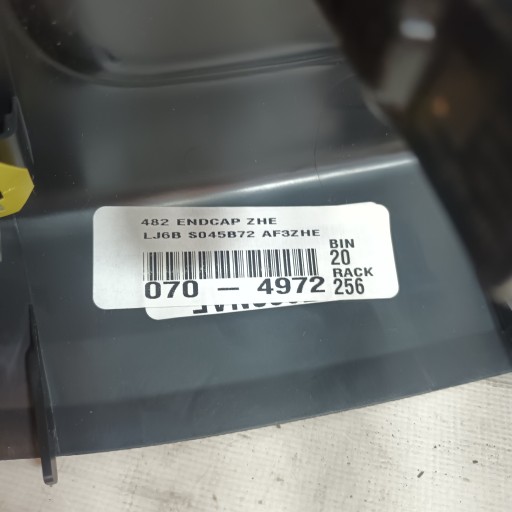 482 ENDCAP ZHE
LJ6B S045B72 AF3ZHE
BIN
20
RACK
256
070 — 4972